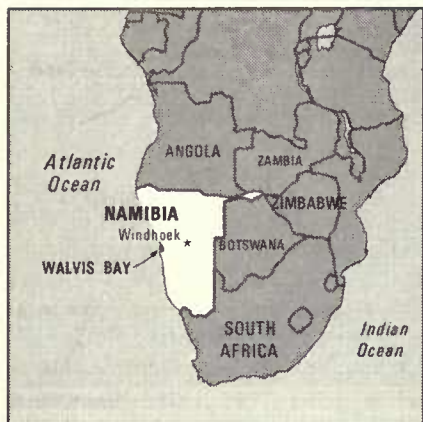 ANGOLA
Atlantic
Ocean
ZAMBIA
NAMIBIA
ZIMBABWE
Windhoek
BOTSWANA
WALVIS BAY
SOUTH
AFRICA
Indian
Ocean